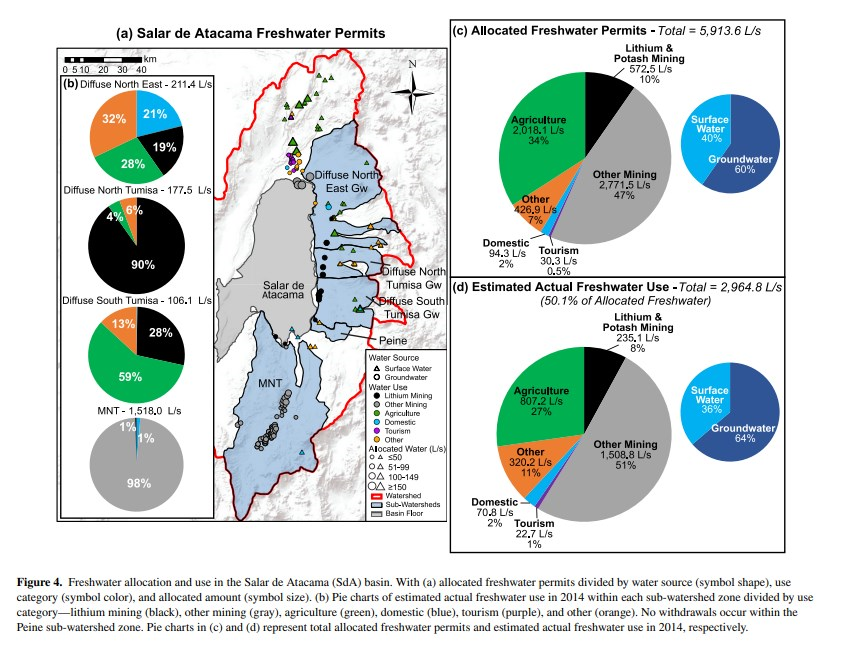 (a) Salar de Atacama Freshwater Permits
km
0 5 10 20 30 40
N
(b) Diffuse North East - 211.4 L/s
32%
21%
19%
28%
Diffuse North Tumisa - 177.5 L/s
4%
6%
90%
Diffuse South Tumisa - 106.1 L/s
13%
28%
59%
MNT - 1,518.0 L/s
1%
1%
98%
Diffuse North
East Gw
Salar de
Atacama
Diffuse North
Tumisa Gw
Diffuse South
Tumisa Gw
Peine
MNT
Water Source
Surface Water
Groundwater
Water Use
Lithium Mining
Other Mining
Agriculture
Domestic
Tourism
Other
Allocated Water (L/s)
≤50
51-99
100-149
≥150
Watershed
Sub-Watersheds
Basin Floor
(c) Allocated Freshwater Permits - Total = 5,913.6 L/s
Lithium &
Potash Mining
572.5 L/s
10%
Agriculture
2,018.1 L/s
34%
Other Mining
2,771.5 L/s
47%
Other
426.9 L/s
7%
Domestic
94.3 L/s
2%
Tourism
30.3 L/s
0.5%
Surface
Water
40%
Groundwater
60%
(d) Estimated Actual Freshwater Use - Total = 2,964.8 L/s
(50.1% of Allocated Freshwater)
Lithium &
Potash Mining
235.1 L/s
8%
Agriculture
807.2 L/s
27%
Other Mining
1,508.8 L/s
51%
Other
320.2 L/s
11%
Domestic
70.8 L/s
2%
Tourism
22.7 L/s
1%
Surface
Water
36%
Groundwater
64%
Figure 4. Freshwater allocation and use in the Salar de Atacama (SdA) basin. With (a) allocated freshwater permits divided by water source (symbol shape), use
category (symbol color), and allocated amount (symbol size). (b) Pie charts of estimated actual freshwater use in 2014 within each sub-watershed zone divided by use
category—lithium mining (black), other mining (gray), agriculture (green), domestic (blue), tourism (purple), and other (orange). No withdrawals occur within the
Peine sub-watershed zone. Pie charts in (c) and (d) represent total allocated freshwater permits and estimated actual freshwater use in 2014, respectively.